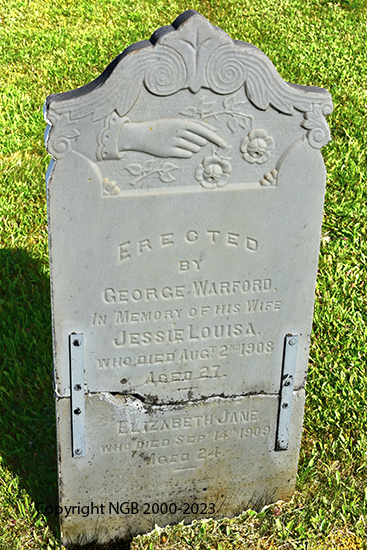 ERECTED
BY
GEORGE WARFORD,
IN MEMORY OF HIS WIFE
JESSIE LOUISA,
WHO DIED AUGT 2ND 1908
AGED 27.
ELIZABETH JANE,
WHO DIED SEPT 14TH 1909
AGED 24.
Copyright NGB 2000-2023